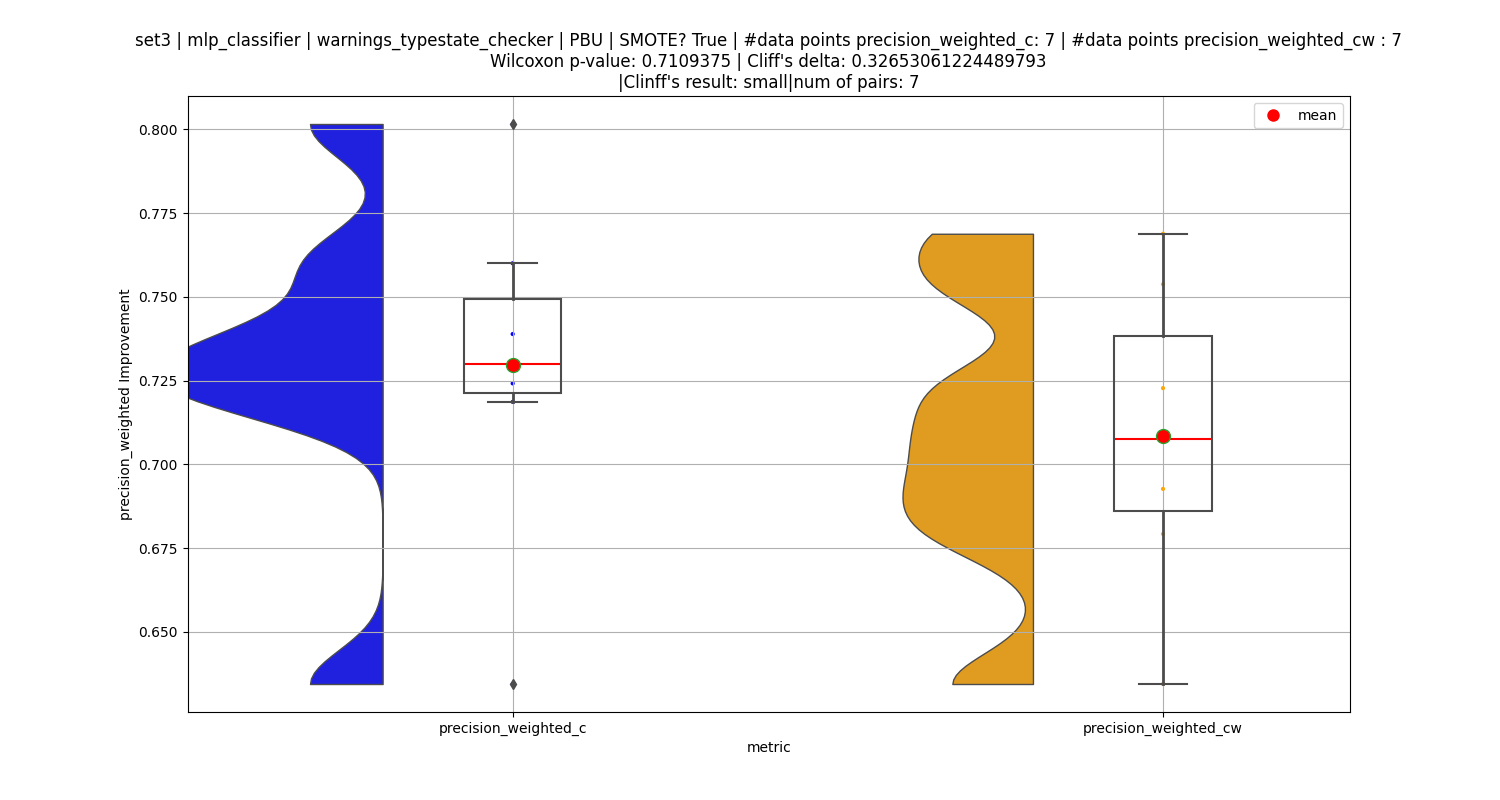 set3 | mlp_classifier | warnings_typestate_checker | PBU | SMOTE? True | #data points precision_weighted_c: 7 | #data points precision_weighted_cw : 7
Wilcoxon p-value: 0.7109375 | Cliff's delta: 0.32653061224489793
|Clinff's result: small|num of pairs: 7
mean
0.800
0.775
0.750
0.725
0.700
0.675
0.650
precision_weighted Improvement
precision_weighted_c
precision_weighted_cw
metric